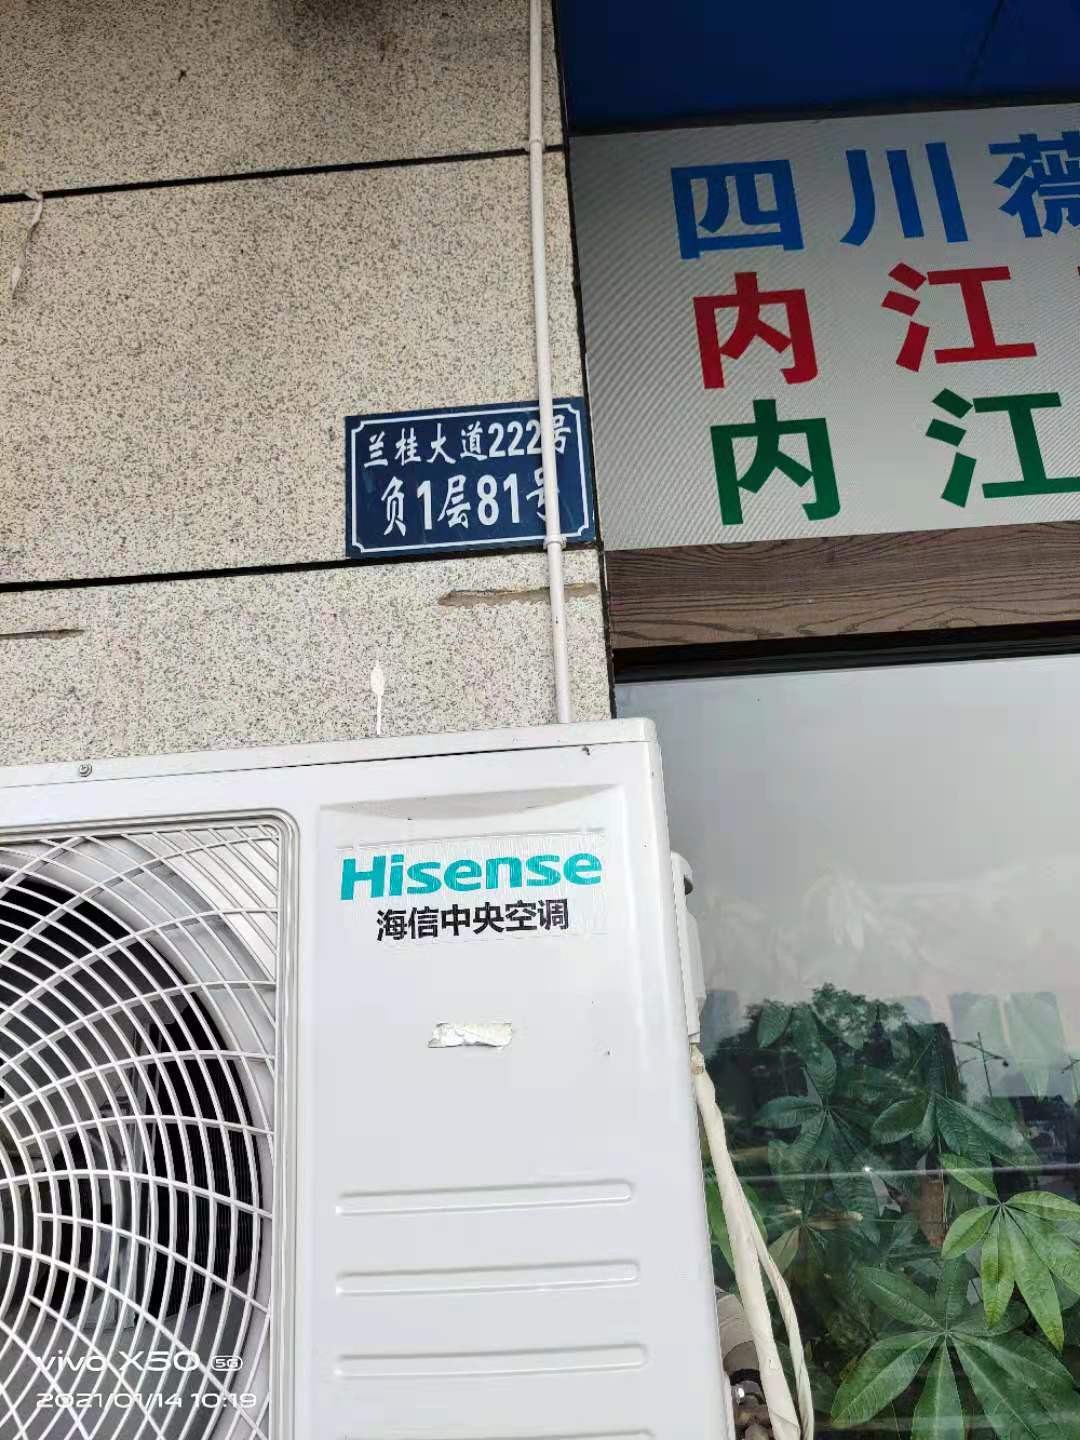 四川薇
内江
内江
兰桂大道222号
负1层81号
Hisense
海信中央空调
vivo X50 5G
2021/01/14 10:19